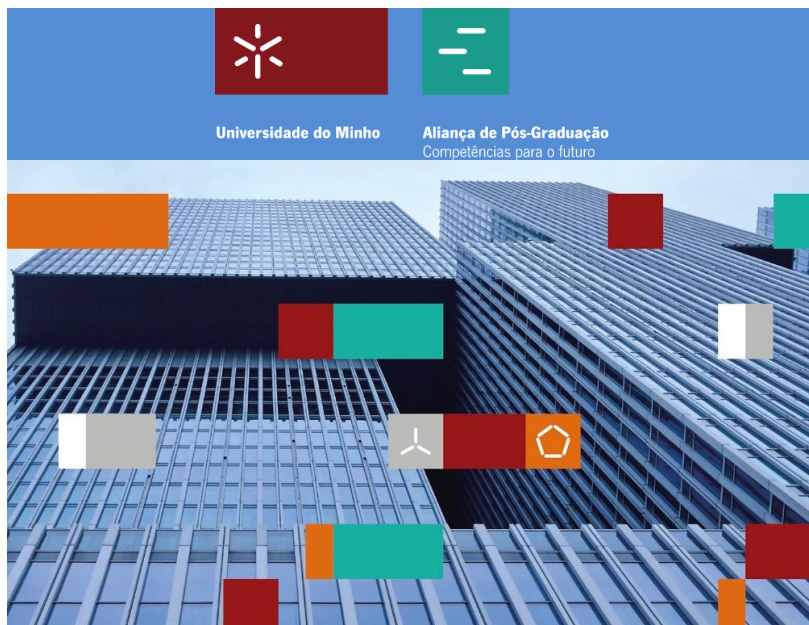 Universidade do Minho
Aliança de Pós-Graduação
Competências para o futuro